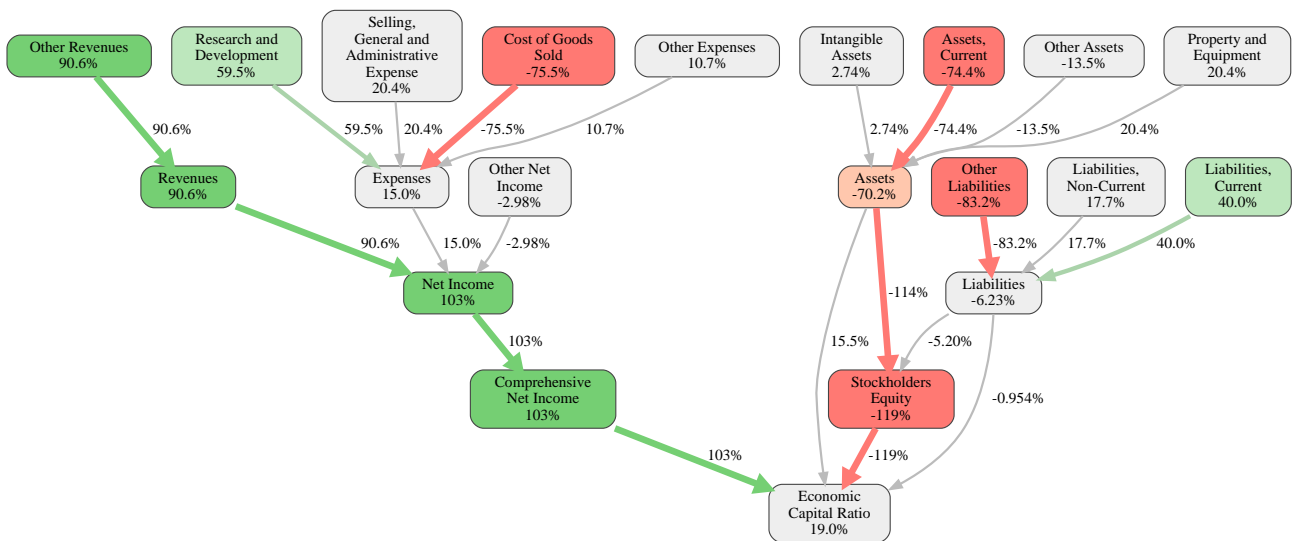 Other Revenues
90.6%
Research and
Development
59.5%
Selling,
General and
Administrative
Expense
20.4%
Cost of Goods
Sold
-75.5%
Other Expenses
10.7%
Intangible
Assets
2.74%
Assets,
Current
-74.4%
Other Assets
-13.5%
Property and
Equipment
20.4%
90.6%
59.5%
20.4%
-75.5%
10.7%
2.74%
-74.4%
-13.5%
20.4%
Revenues
90.6%
Expenses
15.0%
Other Net
Income
-2.98%
Assets
-70.2%
Other
Liabilities
-83.2%
Liabilities,
Non-Current
17.7%
Liabilities,
Current
40.0%
90.6%
15.0%
-2.98%
-83.2%
17.7%
40.0%
Net Income
103%
-114%
Liabilities
-6.23%
103%
15.5%
-5.20%
Comprehensive
Net Income
103%
Stockholders
Equity
-119%
-0.954%
103%
-119%
Economic
Capital Ratio
19.0%